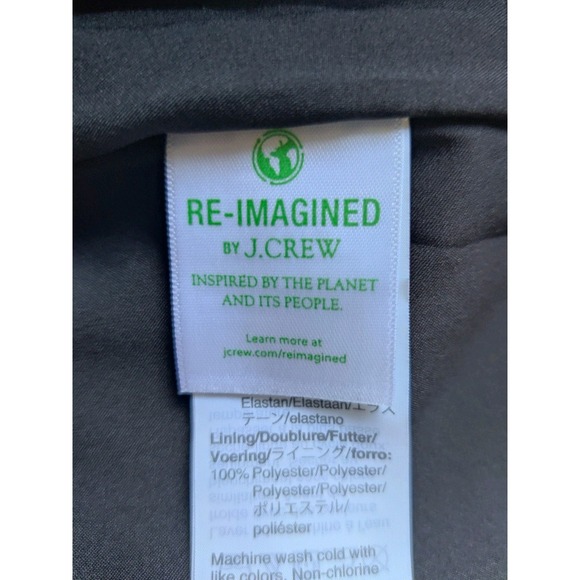 RE-IMAGINED
BY J.CREW
INSPIRED BY THE PLANET
AND ITS PEOPLE.
Learn more at
jcrew.com/reimagined
Elastan/Elastaan/エラス
テーン/elastano
Lining/Doublure/Futter/
Voering/ライニング/forro:
100% Polyester/Polyester/
Polyester/Polyester/
ポリエステル/
poliéster
Machine wash cold with
like colors. Non-chlorine